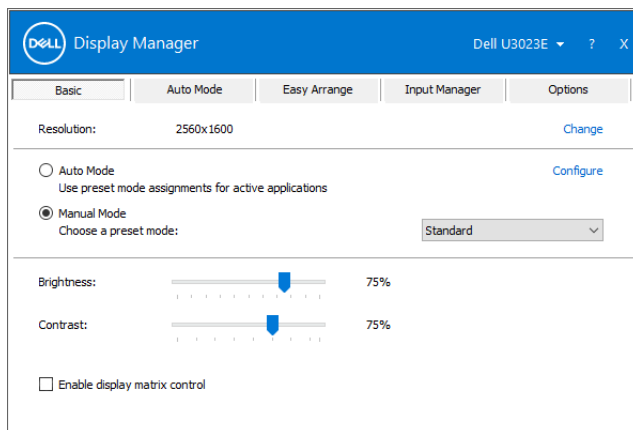 DELL Display Manager Dell U3023E ? X
Basic Auto Mode Easy Arrange Input Manager Options
Resolution: 2560x1600 Change
Auto Mode Configure
Use preset mode assignments for active applications
Manual Mode
Choose a preset mode: Standard
Brightness: 75%
Contrast: 75%
Enable display matrix control